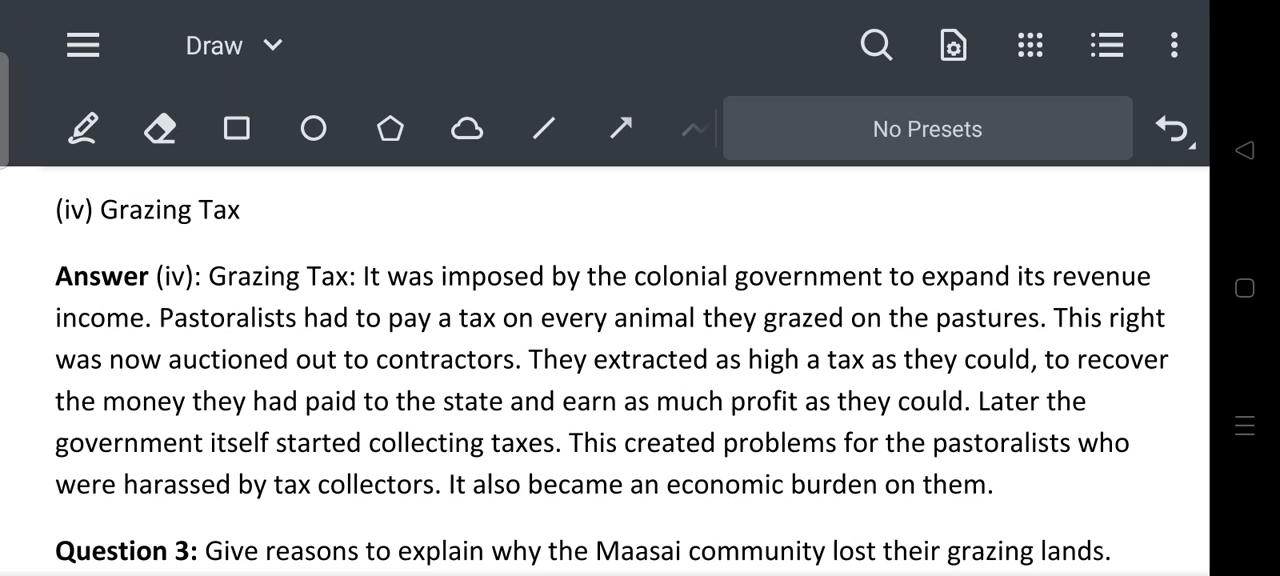 Draw
No Presets
(iv) Grazing Tax
Answer (iv): Grazing Tax: It was imposed by the colonial government to expand its revenue
income. Pastoralists had to pay a tax on every animal they grazed on the pastures. This right
was now auctioned out to contractors. They extracted as high a tax as they could, to recover
the money they had paid to the state and earn as much profit as they could. Later the
government itself started collecting taxes. This created problems for the pastoralists who
were harassed by tax collectors. It also became an economic burden on them.
Question 3: Give reasons to explain why the Maasai community lost their grazing lands.